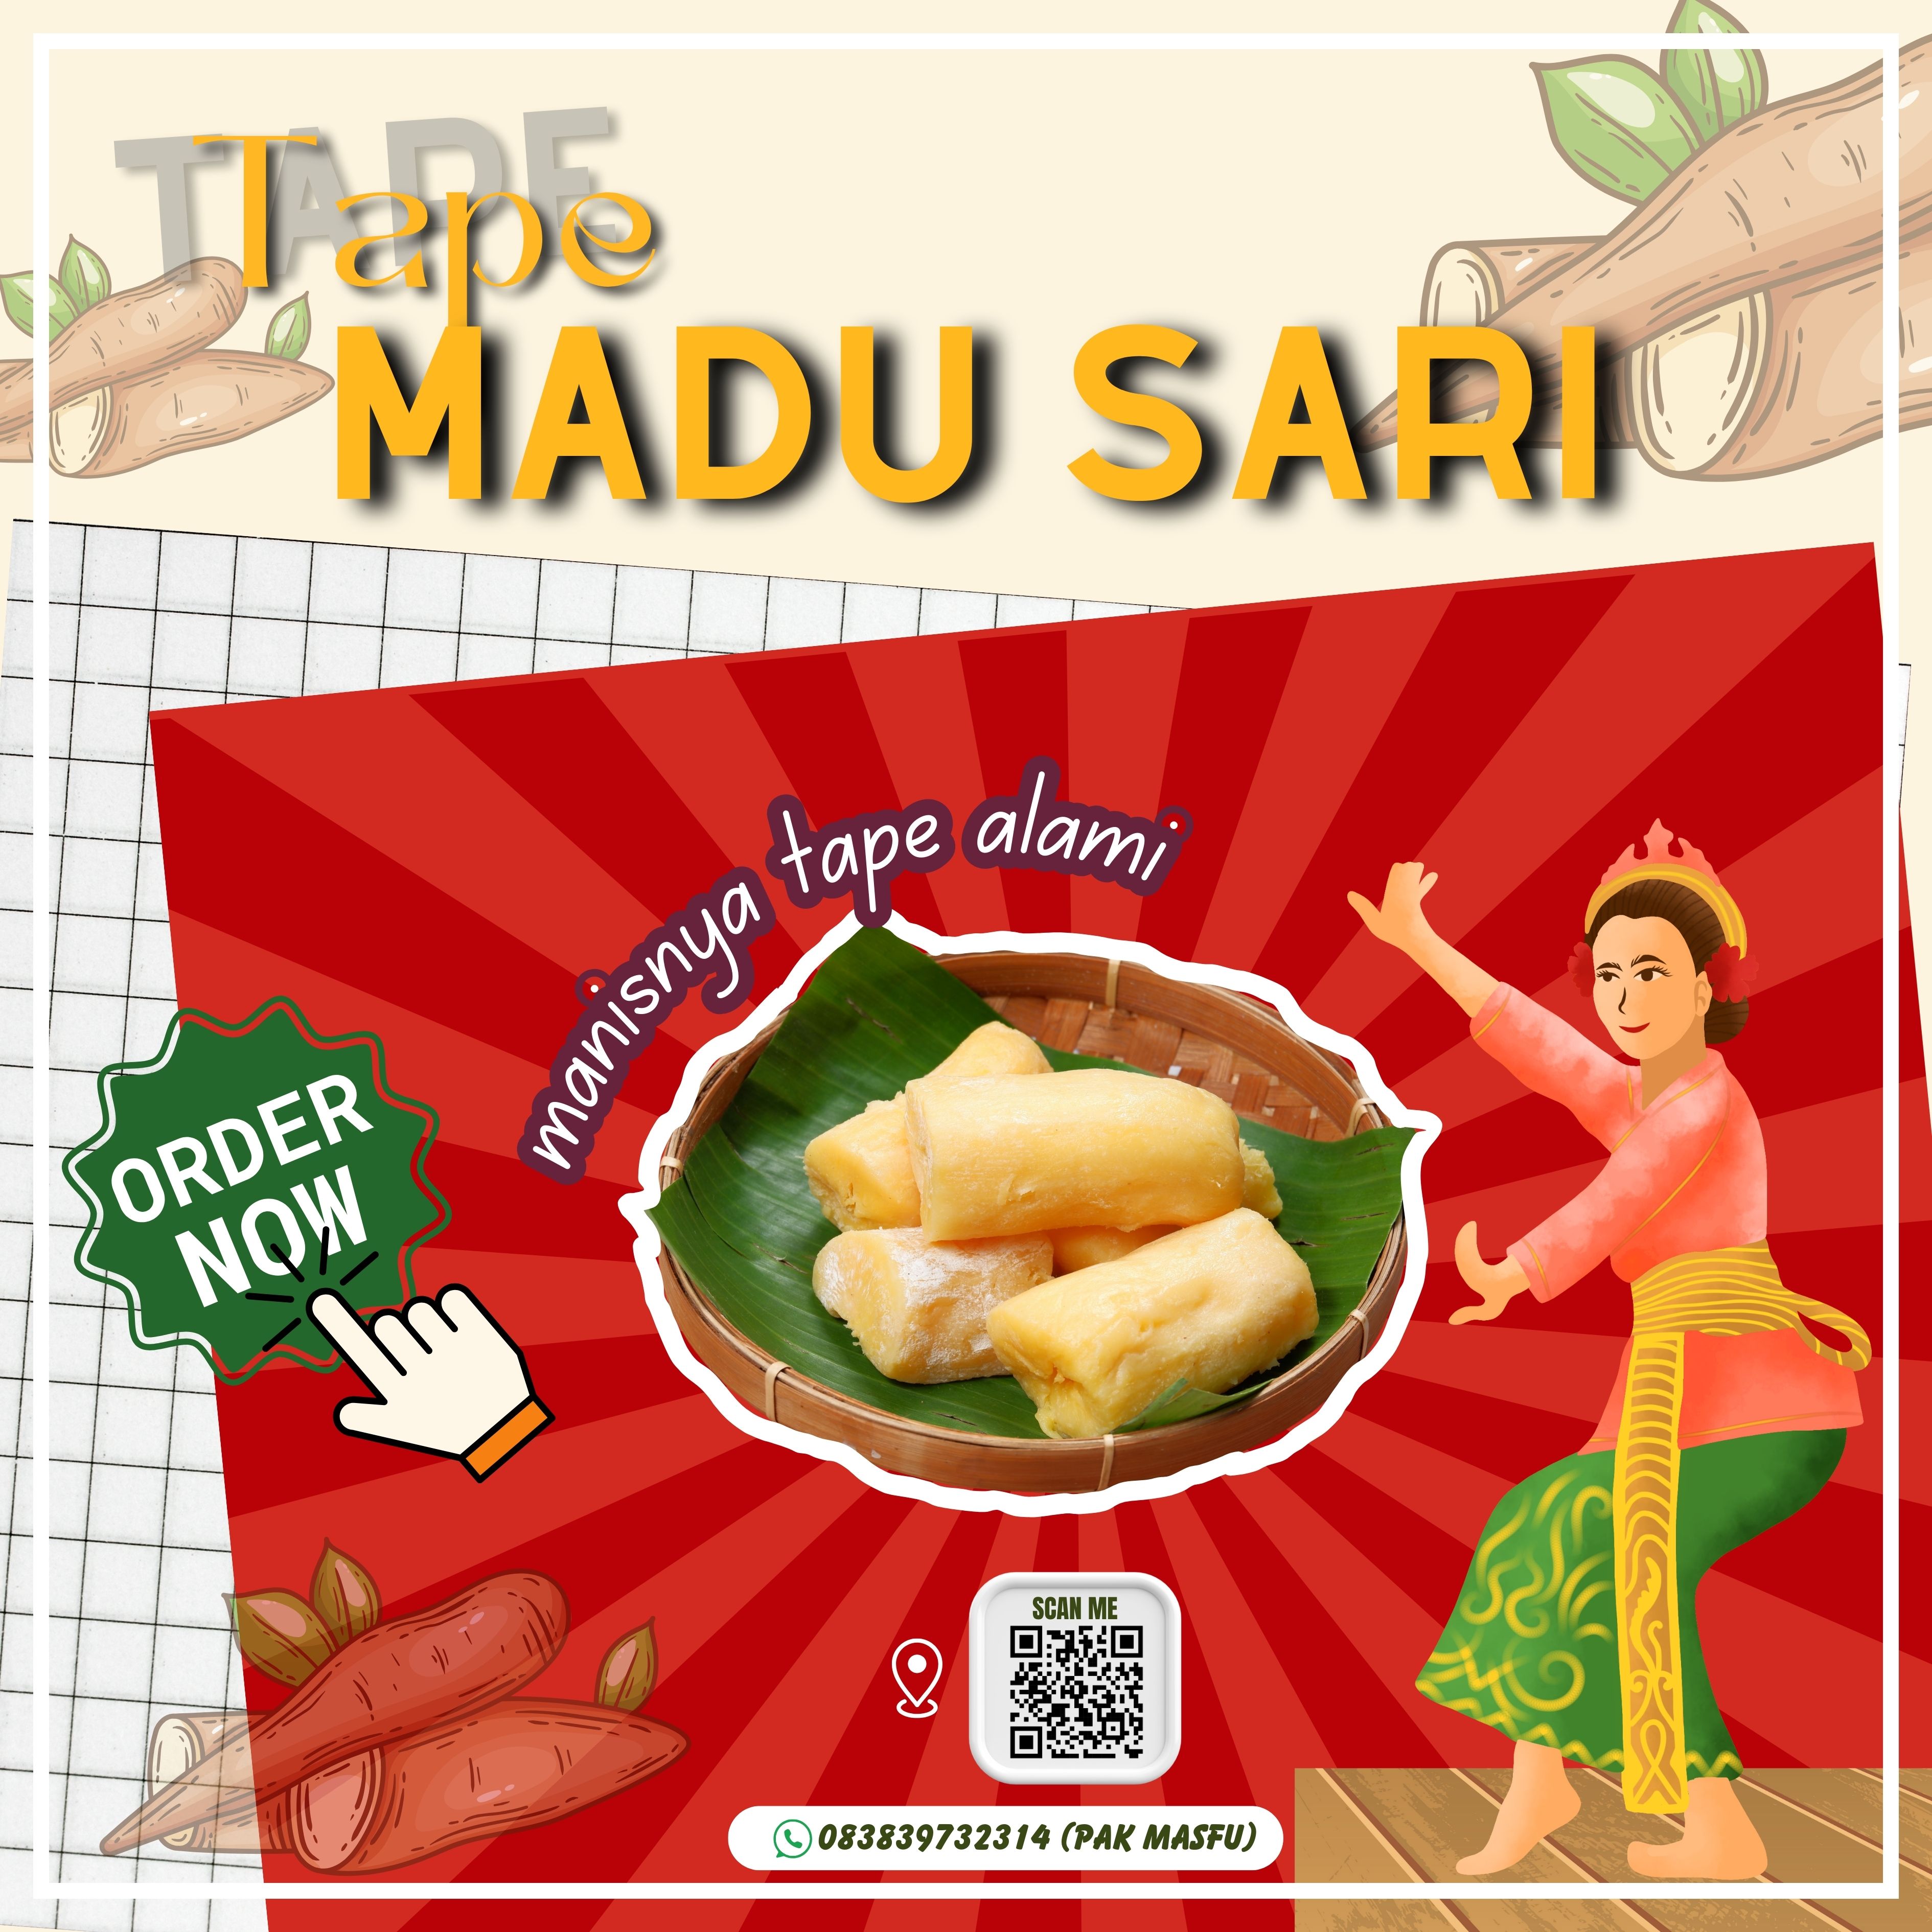 TAPE
Tape
MADU SARI
manisnya tape alami
ORDER
NOW
SCAN ME
083839732314 (PAK MASFU)